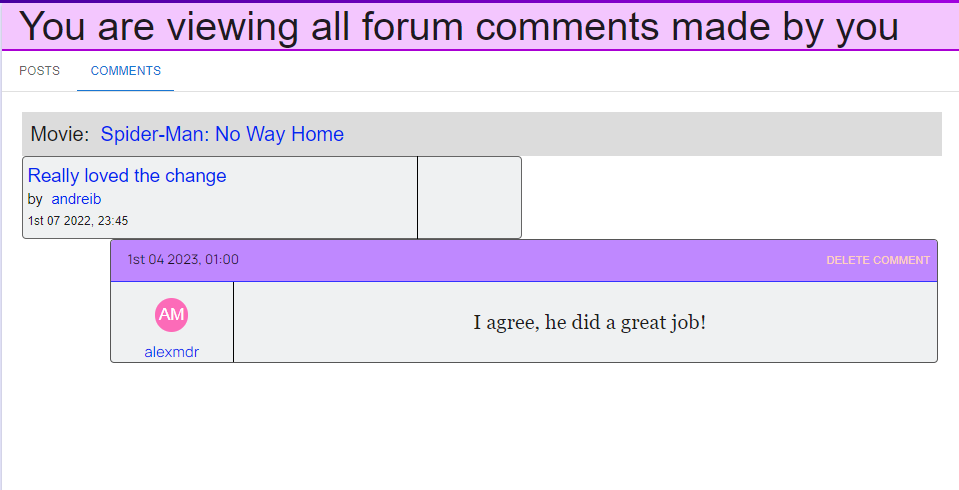 You are viewing all forum comments made by you
POSTS COMMENTS
Movie: Spider-Man: No Way Home
Really loved the change
by andreib
1st 07 2022, 23:45
1st 04 2023, 01:00 DELETE COMMENT
AM
alexmdr
I agree, he did a great job!